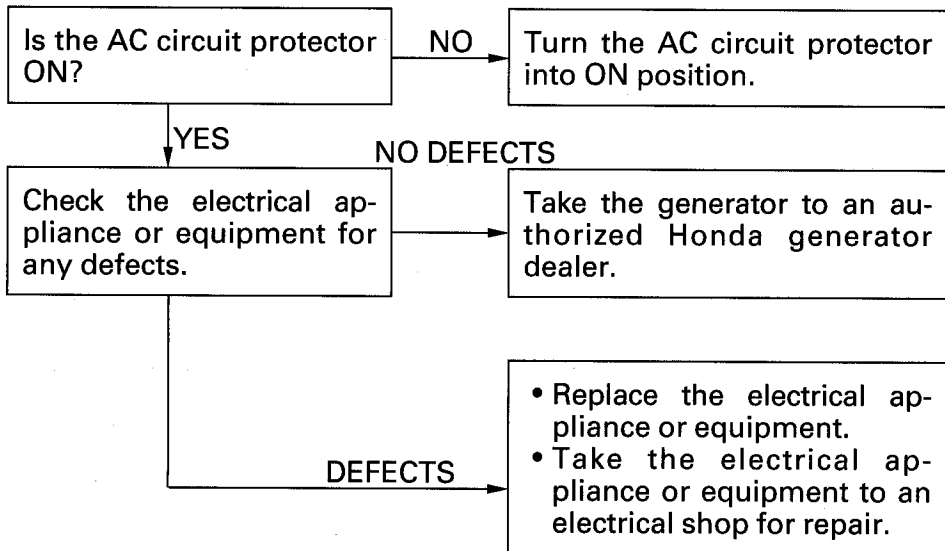 Is the AC circuit protector
ON?
NO
Turn the AC circuit protector
into ON position.
YES
NO DEFECTS
Check the electrical ap-
pliance or equipment for
any defects.
Take the generator to an au-
thorized Honda generator
dealer.
DEFECTS
• Replace the electrical ap-
pliance or equipment.
• Take the electrical ap-
pliance or equipment to an
electrical shop for repair.